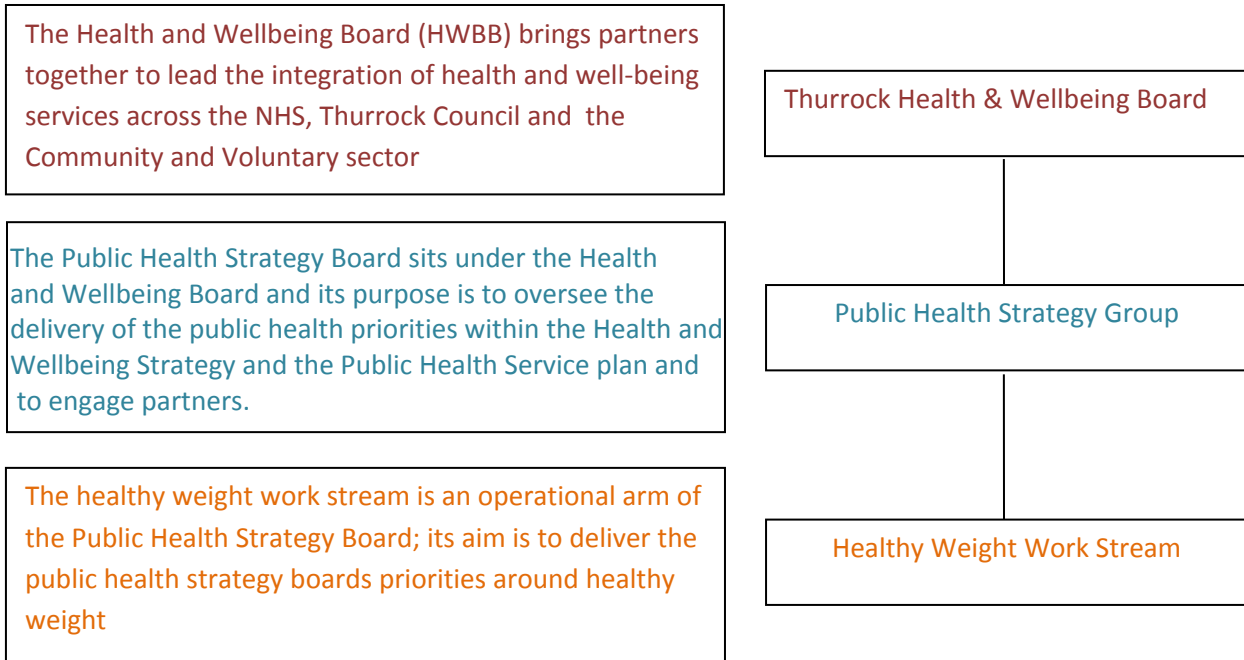 The Health and Wellbeing Board (HWBB) brings partners
together to lead the integration of health and well-being
services across the NHS, Thurrock Council and the
Community and Voluntary sector
Thurrock Health & Wellbeing Board
The Public Health Strategy Board sits under the Health
and Wellbeing Board and its purpose is to oversee the
delivery of the public health priorities within the Health and
Wellbeing Strategy and the Public Health Service plan and
to engage partners.
Public Health Strategy Group
The healthy weight work stream is an operational arm of
the Public Health Strategy Board; its aim is to deliver the
public health strategy boards priorities around healthy
weight
Healthy Weight Work Stream